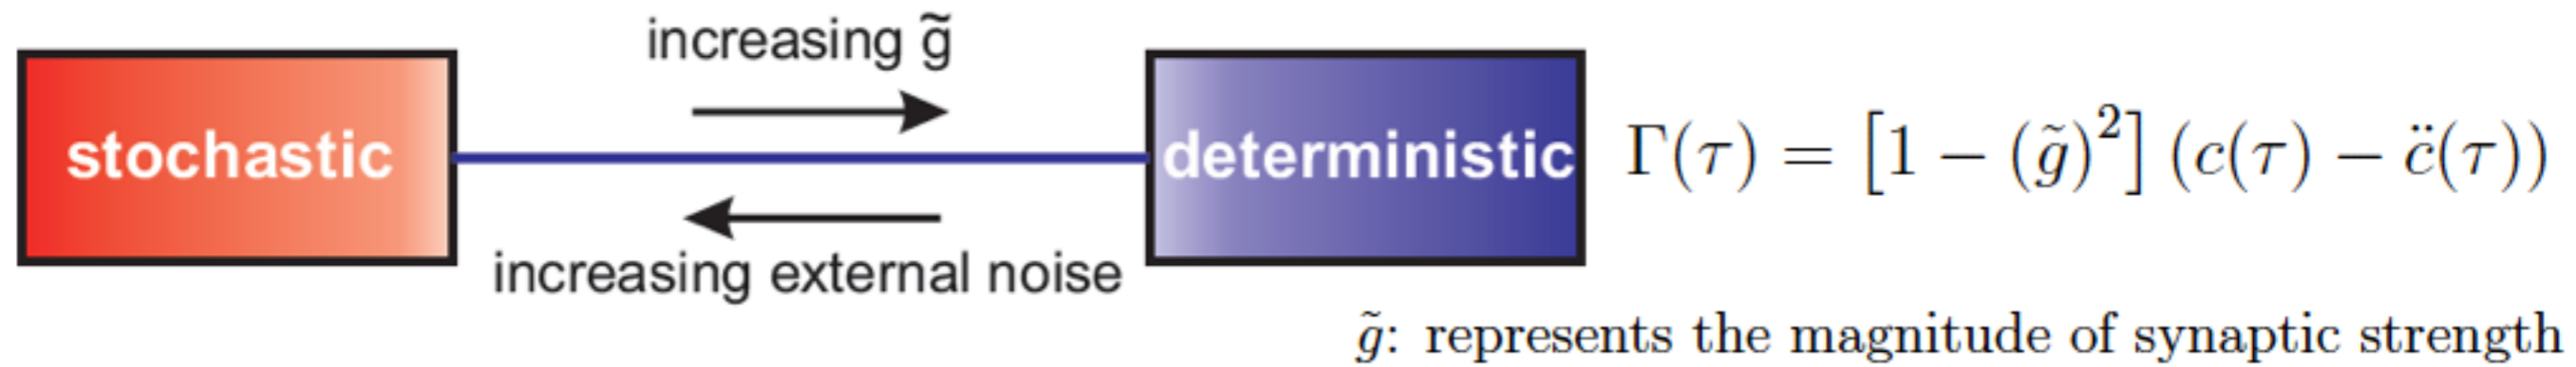 increasing g̃
stochastic
deterministic
Γ(τ) = [1 − (g̃)²] (c(τ) − c̈(τ))
increasing external noise
g̃: represents the magnitude of synaptic strength